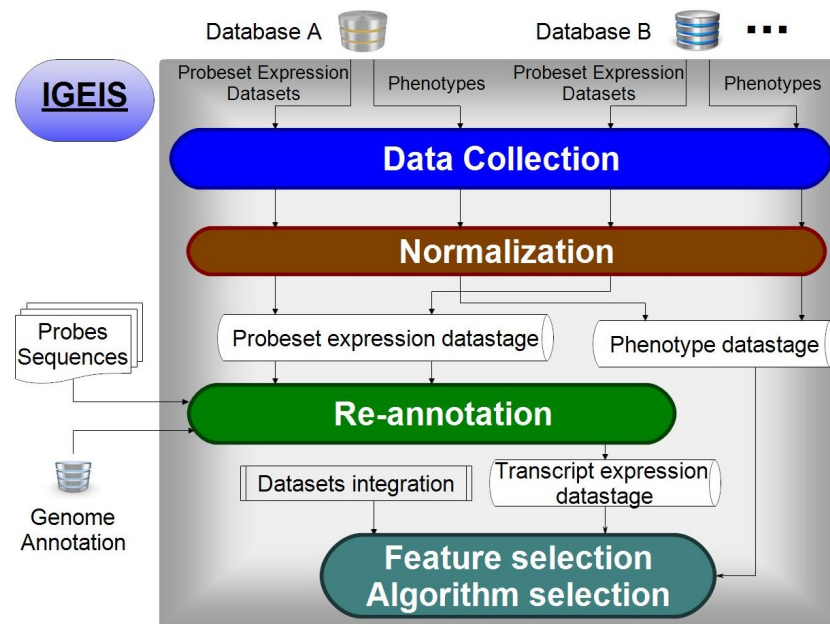 Database A
Database B
...
IGEIS
Probeset Expression
Datasets
Phenotypes
Probeset Expression
Datasets
Phenotypes
Data Collection
Normalization
Probes
Sequences
Probeset expression datastage
Phenotype datastage
Re-annotation
Genome
Annotation
Datasets integration
Transcript expression
datastage
Feature selection
Algorithm selection